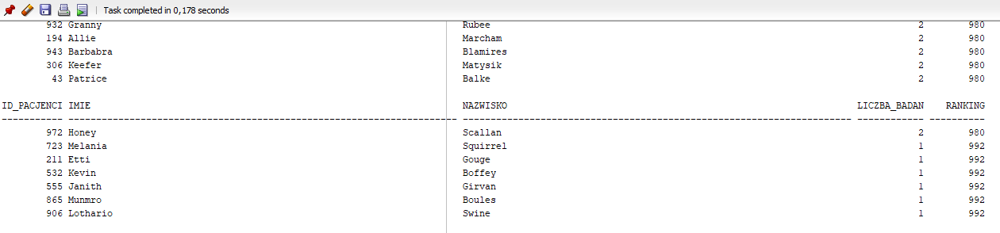 Task completed in 0,178 seconds
932 Granny Rubee 2 980
194 Allie Marcham 2 980
943 Barbabra Blamires 2 980
306 Keefer Matysik 2 980
43 Patrice Balke 2 980
ID_PACJENCI IMIE NAZWISKO LICZBA_BADAN RANKING
972 Honey Scallan 2 980
723 Melania Squirrel 1 992
211 Etti Gouge 1 992
532 Kevin Boffey 1 992
555 Janith Girvan 1 992
865 Munmro Boules 1 992
906 Lothario Swine 1 992